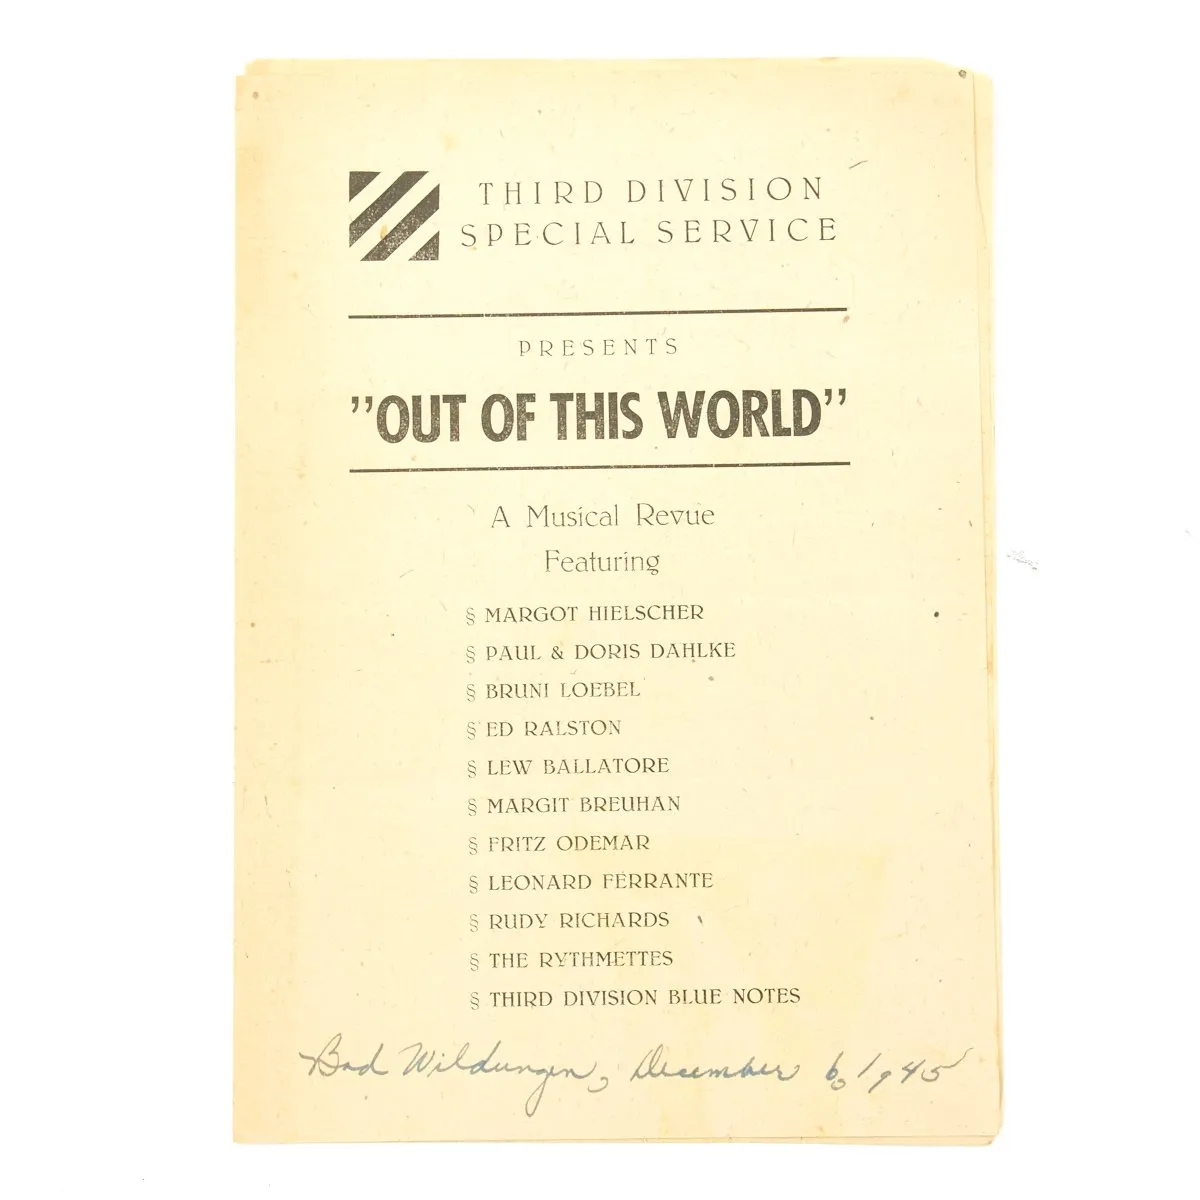 THIRD DIVISION
SPECIAL SERVICE
PRESENTS
"OUT OF THIS WORLD"
A Musical Revue
Featuring
§ MARGOT HIELSCHER
§ PAUL & DORIS DAHLKE
§ BRUNI LOEBEL
§ ED RALSTON
§ LEW BALLATORE
§ MARGIT BREUHAN
§ FRITZ ODEMAR
§ LEONARD FERRANTE
§ RUDY RICHARDS
§ THE RYTHMETTES
§ THIRD DIVISION BLUE NOTES
Bad Wildungen, December 6, 1945